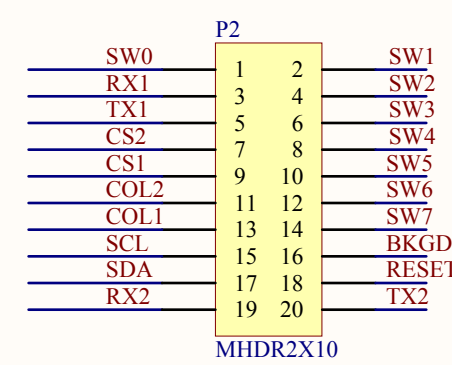 P2
SW0 1 2 SW1
RX1 3 4 SW2
TX1 5 6 SW3
CS2 7 8 SW4
CS1 9 10 SW5
COL2 11 12 SW6
COL1 13 14 SW7
SCL 15 16 BKGD
SDA 17 18 RESET
RX2 19 20 TX2
MHDR2X10